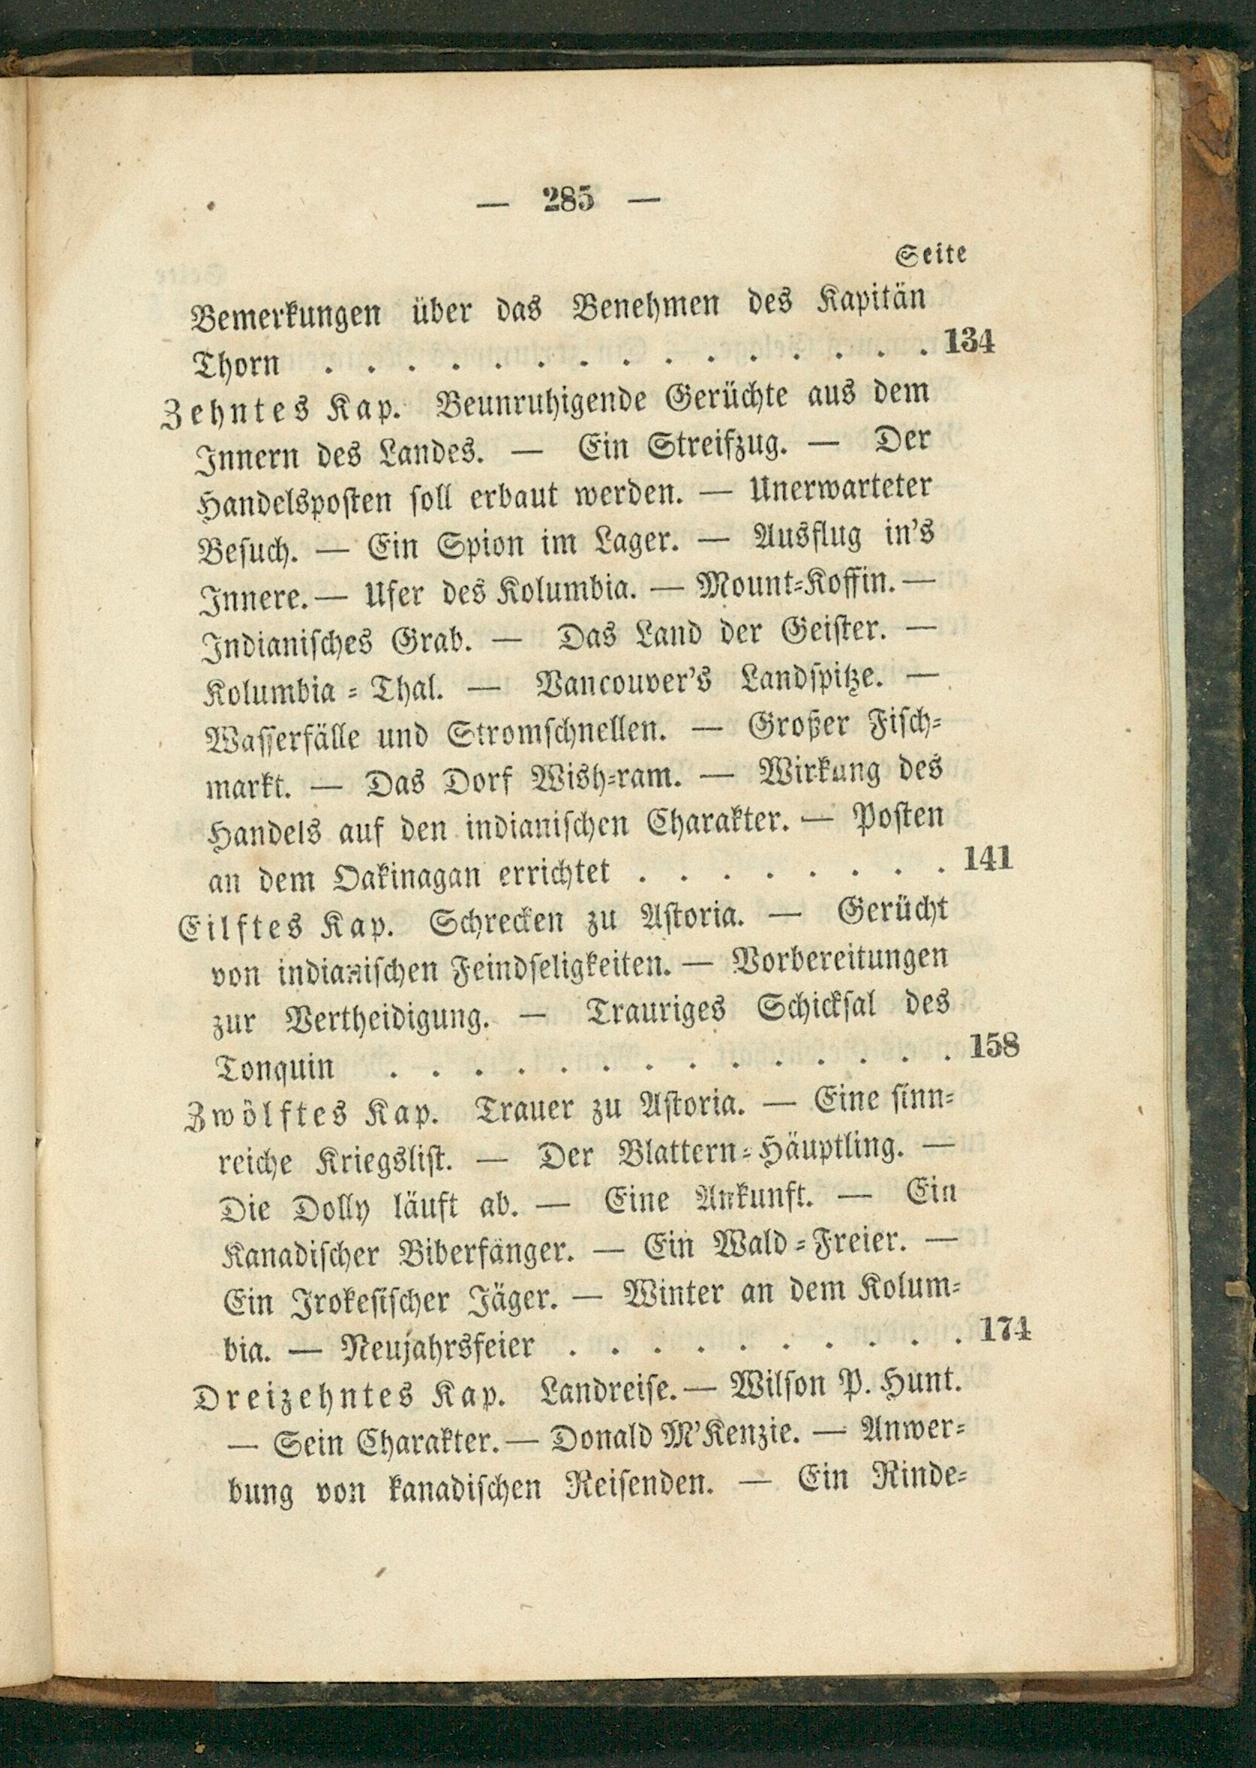 — 285 —
Seite
Bemerkungen über das Benehmen des Kapitän
Thorn . . . . . . . . . . . . . . . 134
Zehntes Kap. Beunruhigende Gerüchte aus dem
Innern des Landes. — Ein Streifzug. — Der
Handelsposten soll erbaut werden. — Unerwarteter
Besuch. — Ein Spion im Lager. — Ausflug in's
Innere. — Ufer des Kolumbia. — Mount-Koffin. —
Indianisches Grab. — Das Land der Geister. —
Kolumbia-Thal. — Vancouver's Landspitze. —
Wasserfälle und Stromschnellen. — Großer Fisch-
markt. — Das Dorf Wish-ram. — Wirkung des
Handels auf den indianischen Charakter. — Posten
an dem Oakinagan errichtet . . . . . . . . 141
Eilftes Kap. Schrecken zu Astoria. — Gerücht
von indianischen Feindseligkeiten. — Vorbereitungen
zur Vertheidigung. — Trauriges Schicksal des
Tonquin . . . . . . . . . . . . . . 158
Zwölftes Kap. Trauer zu Astoria. — Eine sinn-
reiche Kriegslist. — Der Blattern-Häuptling. —
Die Dolly läuft ab. — Eine Ankunft. — Ein
Kanadischer Biberfänger. — Ein Wald-Freier. —
Ein Irokesischer Jäger. — Winter an dem Kolum-
bia. — Neujahrsfeier . . . . . . . . . . 174
Dreizehntes Kap. Landreise. — Wilson P. Hunt.
— Sein Charakter. — Donald M'Kenzie. — Anwer-
bung von kanadischen Reisenden. — Ein Rinde-